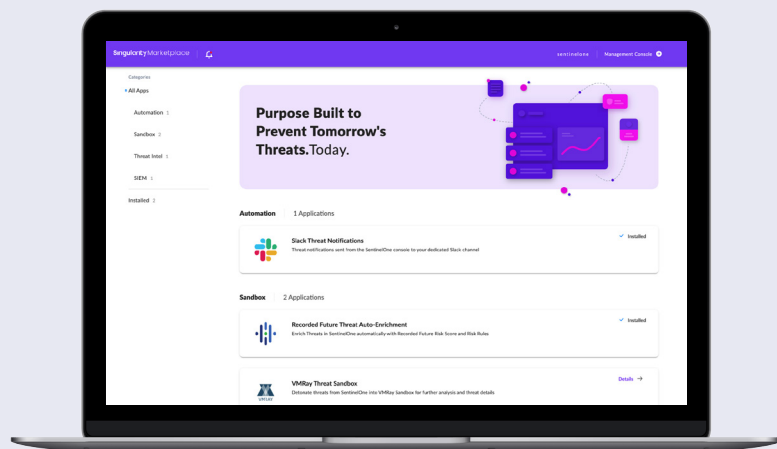 Singularity Marketplace
sentinelone
Management Console
Categories
All Apps
Automation 1
Sandbox 2
Threat Intel 1
SIEM 1
Installed 2
Purpose Built to
Prevent Tomorrow's
Threats.Today.
Automation 1 Applications
Slack Threat Notifications
Threat notifications sent from the SentinelOne console to your dedicated Slack channel
Installed
Sandbox 2 Applications
Recorded Future Threat Auto-Enrichment
Enrich Threats in SentinelOne automatically with Recorded Future Risk Score and Risk Rules
Installed
VMRAY
VMRay Threat Sandbox
Detonate threats from SentinelOne into VMRay Sandbox for further analysis and threat details
Details